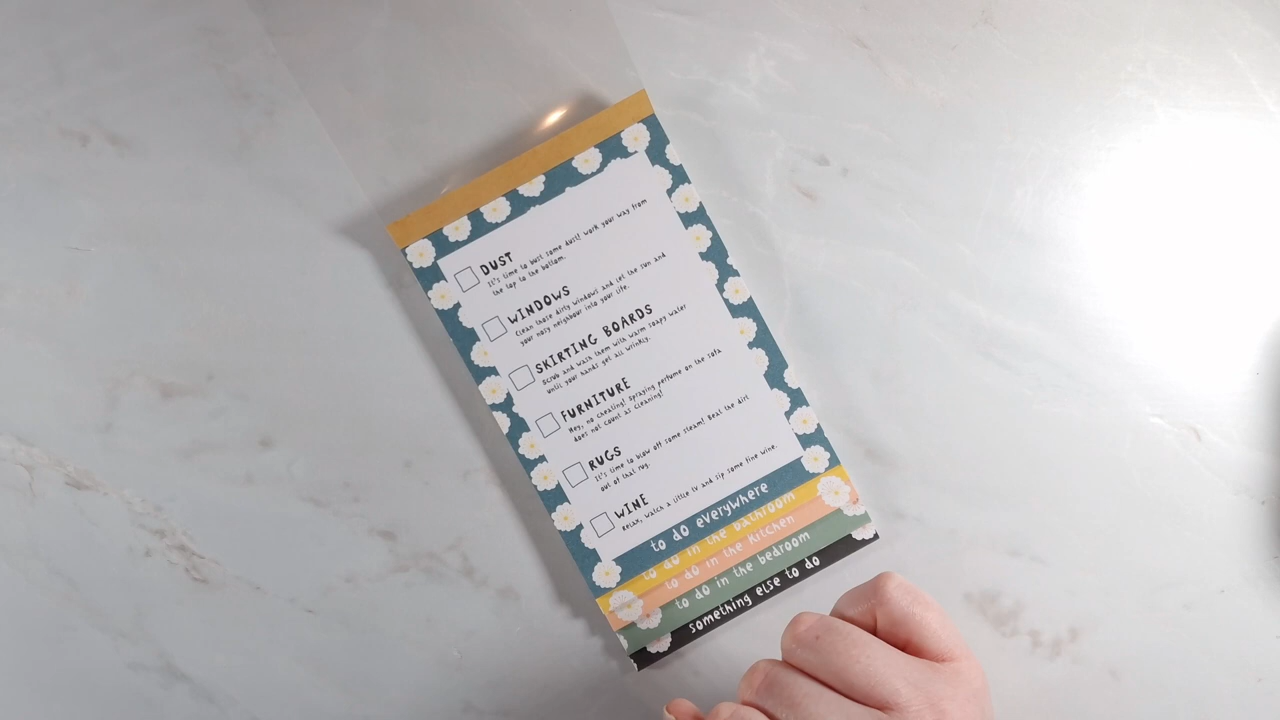 DUST
It's time to bust some dust! Work your way from
the top to the bottom.
WINDOWS
Clean those dirty windows and let the sun and
your nosy neighbour into your life.
SKIRTING BOARDS
Scrub and wash them with warm soapy water
until your hands get all wrinkly.
FURNITURE
Hey, no cheating! Spraying perfume on the sofa
does not count as cleaning!
RUGS
It's time to blow off some steam! Beat the dirt
out of that rug.
WINE
Relax, watch a little tv and sip some fine wine.
to do everywhere
to do in the bathroom
to do in the kitchen
to do in the bedroom
something else to do